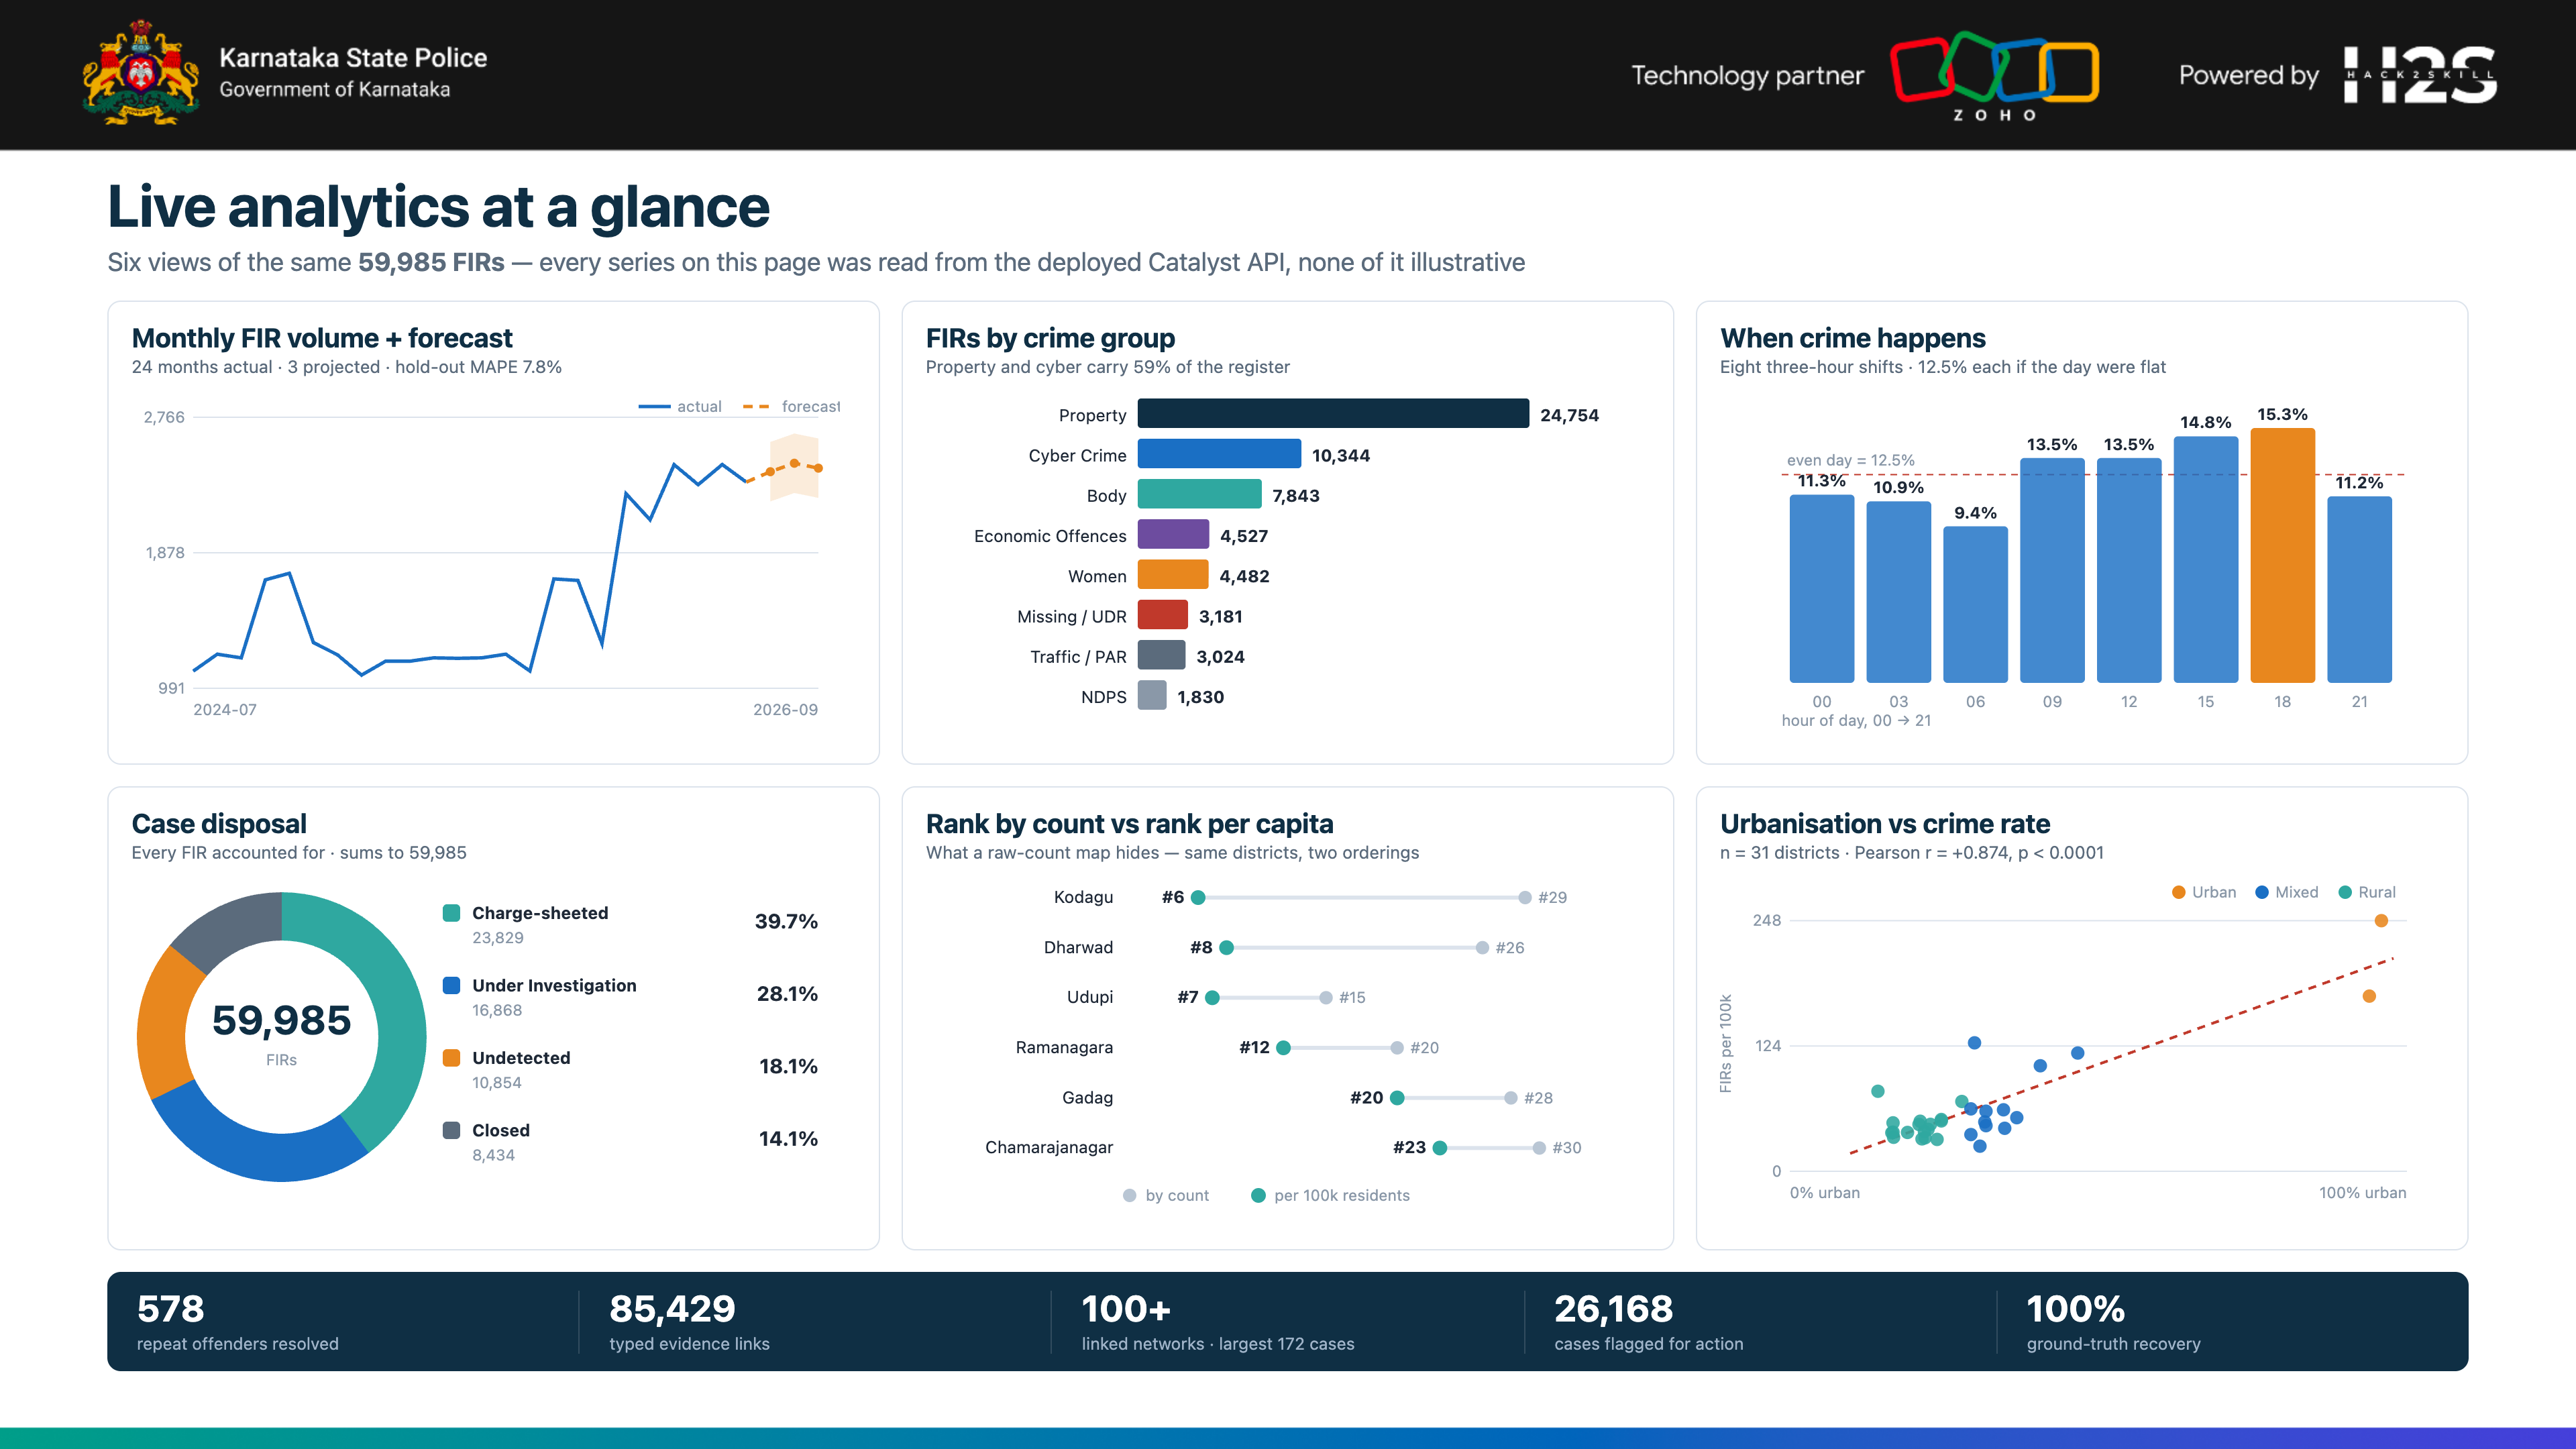 Karnataka State Police
Government of Karnataka
Technology partner
ZOHO
Powered by
H2S
HACK2SKILL
Live analytics at a glance
Six views of the same 59,985 FIRs — every series on this page was read from the deployed Catalyst API, none of it illustrative
Monthly FIR volume + forecast
24 months actual · 3 projected · hold-out MAPE 7.8%
actual
forecast
2,766
1,878
991
2024-07
2026-09
FIRs by crime group
Property and cyber carry 59% of the register
Property 24,754
Cyber Crime 10,344
Body 7,843
Economic Offences 4,527
Women 4,482
Missing / UDR 3,181
Traffic / PAR 3,024
NDPS 1,830
When crime happens
Eight three-hour shifts · 12.5% each if the day were flat
even day = 12.5%
11.3% 10.9% 9.4% 13.5% 13.5% 14.8% 15.3% 11.2%
00 03 06 09 12 15 18 21
hour of day, 00 → 21
Case disposal
Every FIR accounted for · sums to 59,985
59,985
FIRs
Charge-sheeted 39.7%
23,829
Under Investigation 28.1%
16,868
Undetected 18.1%
10,854
Closed 14.1%
8,434
Rank by count vs rank per capita
What a raw-count map hides — same districts, two orderings
Kodagu #6 #29
Dharwad #8 #26
Udupi #7 #15
Ramanagara #12 #20
Gadag #20 #28
Chamarajanagar #23 #30
by count
per 100k residents
Urbanisation vs crime rate
n = 31 districts · Pearson r = +0.874, p < 0.0001
Urban Mixed Rural
248
124
0
FIRs per 100k
0% urban
100% urban
578
repeat offenders resolved
85,429
typed evidence links
100+
linked networks · largest 172 cases
26,168
cases flagged for action
100%
ground-truth recovery